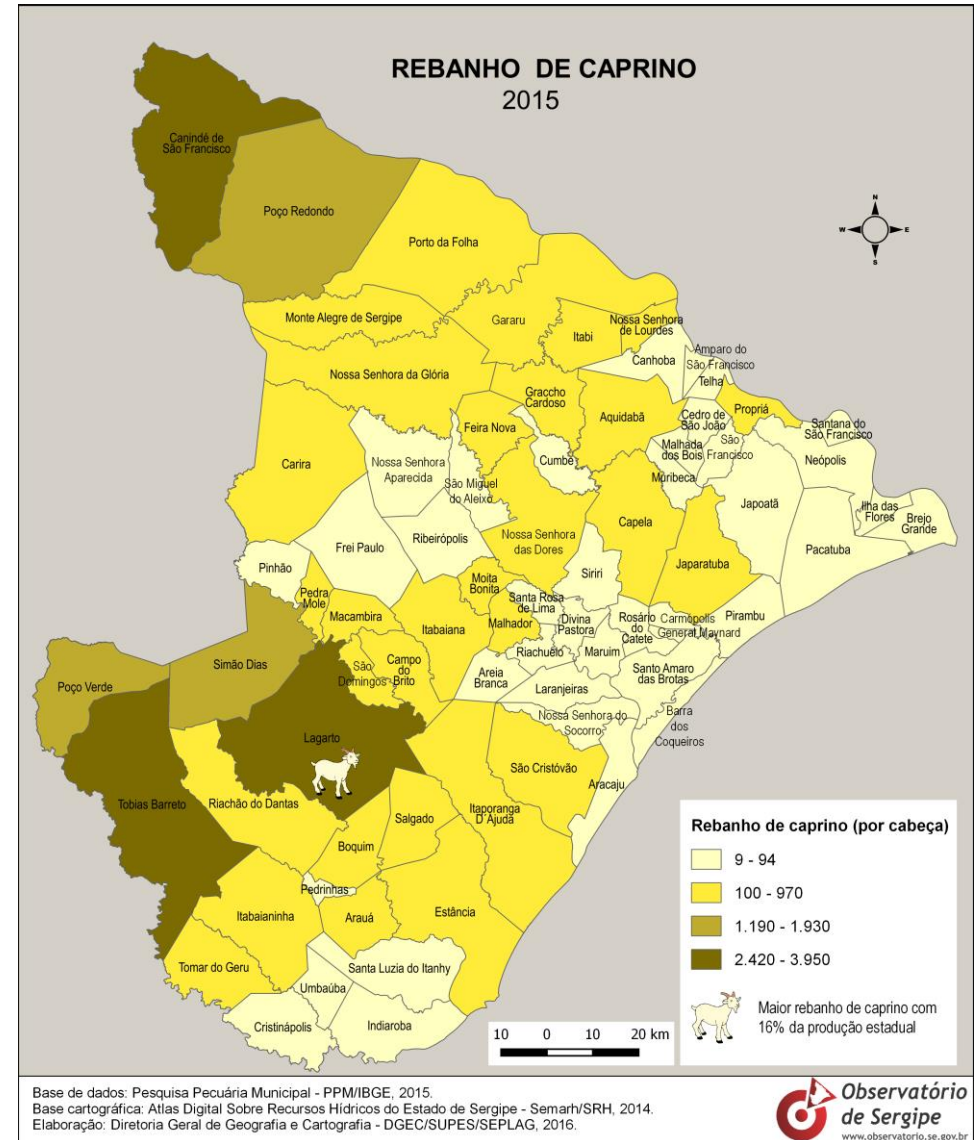 REBANHO DE CAPRINO
2015
Canindé de
São Francisco
Poço Redondo
Porto da Folha
N
W
E
S
Monte Alegre de Sergipe
Gararu
Itabi
Nossa Senhora
de Lourdes
Canhoba
Amparo do
São Francisco
Telha
Nossa Senhora da Glória
Graccho
Cardoso
Aquidabã
Cedro de
São João
Propriá
Santana do
São Francisco
Feira Nova
Cumbe
Malhada
dos Bois
São
Francisco
Neópolis
Carira
Nossa Senhora
Aparecida
São Miguel
do Aleixo
Muribeca
Japoatã
Ilha das
Flores
Brejo
Grande
Frei Paulo
Ribeirópolis
Nossa Senhora
das Dores
Capela
Japaratuba
Pacatuba
Pinhão
Siriri
Pedra
Mole
Macambira
Moita
Bonita
Santa Rosa
de Lima
Malhador
Divina
Pastora
Rosário
do
Catete
Carmópolis
General Maynard
Pirambu
Itabaiana
Riachuelo
Maruim
Simão Dias
São
Domingos
Campo
do
Brito
Areia
Branca
Laranjeiras
Santo Amaro
das Brotas
Poço Verde
Nossa Senhora do
Socorro
Barra
dos
Coqueiros
Lagarto
São Cristóvão
Aracaju
Tobias Barreto
Riachão do Dantas
Salgado
Itaporanga
D'Ajuda
Boquim
Pedrinhas
Itabaianinha
Arauá
Estância
Tomar do Geru
Santa Luzia do Itanhy
Umbaúba
Cristinápolis
Indiaroba
Rebanho de caprino (por cabeça)
9 - 94
100 - 970
1.190 - 1.930
2.420 - 3.950
Maior rebanho de caprino com
16% da produção estadual
10 0 10 20 km
Base de dados: Pesquisa Pecuária Municipal - PPM/IBGE, 2015.
Base cartográfica: Atlas Digital Sobre Recursos Hídricos do Estado de Sergipe - Semarh/SRH, 2014.
Elaboração: Diretoria Geral de Geografia e Cartografia - DGEC/SUPES/SEPLAG, 2016.
Observatório
de Sergipe
www.observatorio.se.gov.br